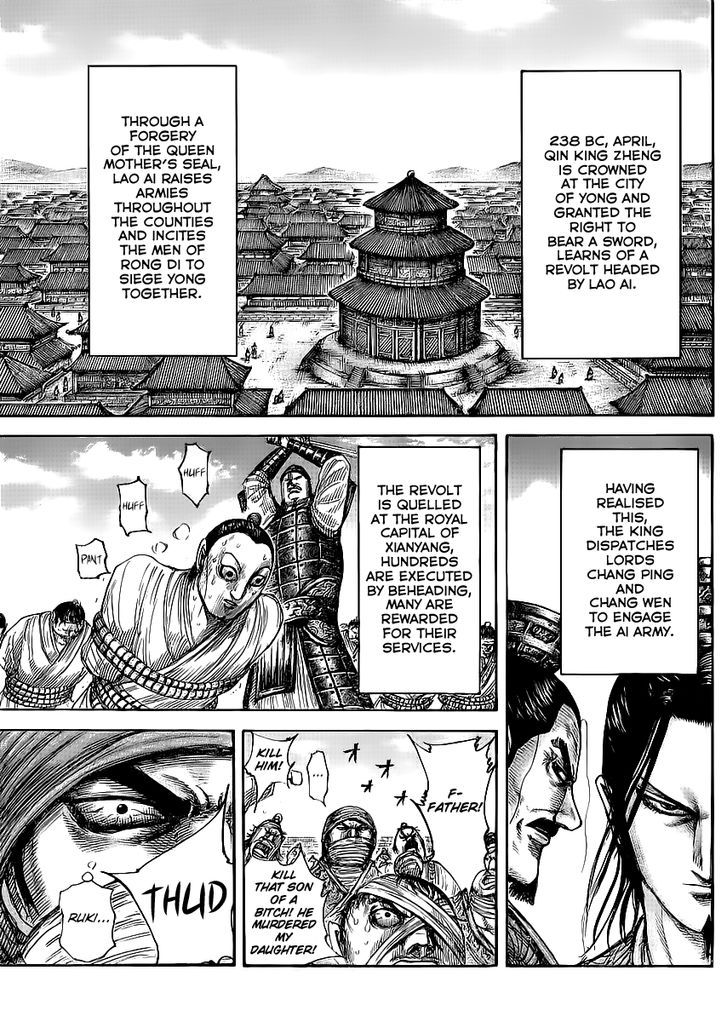 238 BC, APRIL,
QIN KING ZHENG
IS CROWNED
AT THE CITY
OF YONG AND
GRANTED THE
RIGHT TO
BEAR A SWORD,
LEARNS OF A
REVOLT HEADED
BY LAO AI.
THROUGH A
FORGERY
OF THE QUEEN
MOTHER'S SEAL,
LAO AI RAISES
ARMIES
THROUGHOUT
THE COUNTIES
AND INCITES
THE MEN OF
RONG DI TO
SIEGE YONG
TOGETHER.
HAVING
REALISED
THIS,
THE KING
DISPATCHES
LORDS
CHANG PING
AND
CHANG WEN
TO ENGAGE
THE AI ARMY.
THE REVOLT
IS QUELLED
AT THE ROYAL
CAPITAL OF
XIANYANG,
HUNDREDS
ARE EXECUTED
BY BEHEADING,
MANY ARE
REWARDED
FOR THEIR
SERVICES.
HUFF
HUFF
PANT
F-
FATHER!
...
KILL
HIM!
KILL
THAT SON
OF A
BITCH! HE
MURDERED
MY
DAUGHTER!
THUD
RUKI...